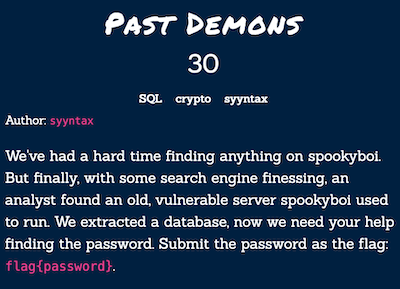 Past Demons
30
SQL crypto syyntax
Author: syyntax
We've had a hard time finding anything on spookyboi.
But finally, with some search engine finessing, an
analyst found an old, vulnerable server spookyboi used
to run. We extracted a database, now we need your help
finding the password. Submit the password as the flag:
flag{password}.